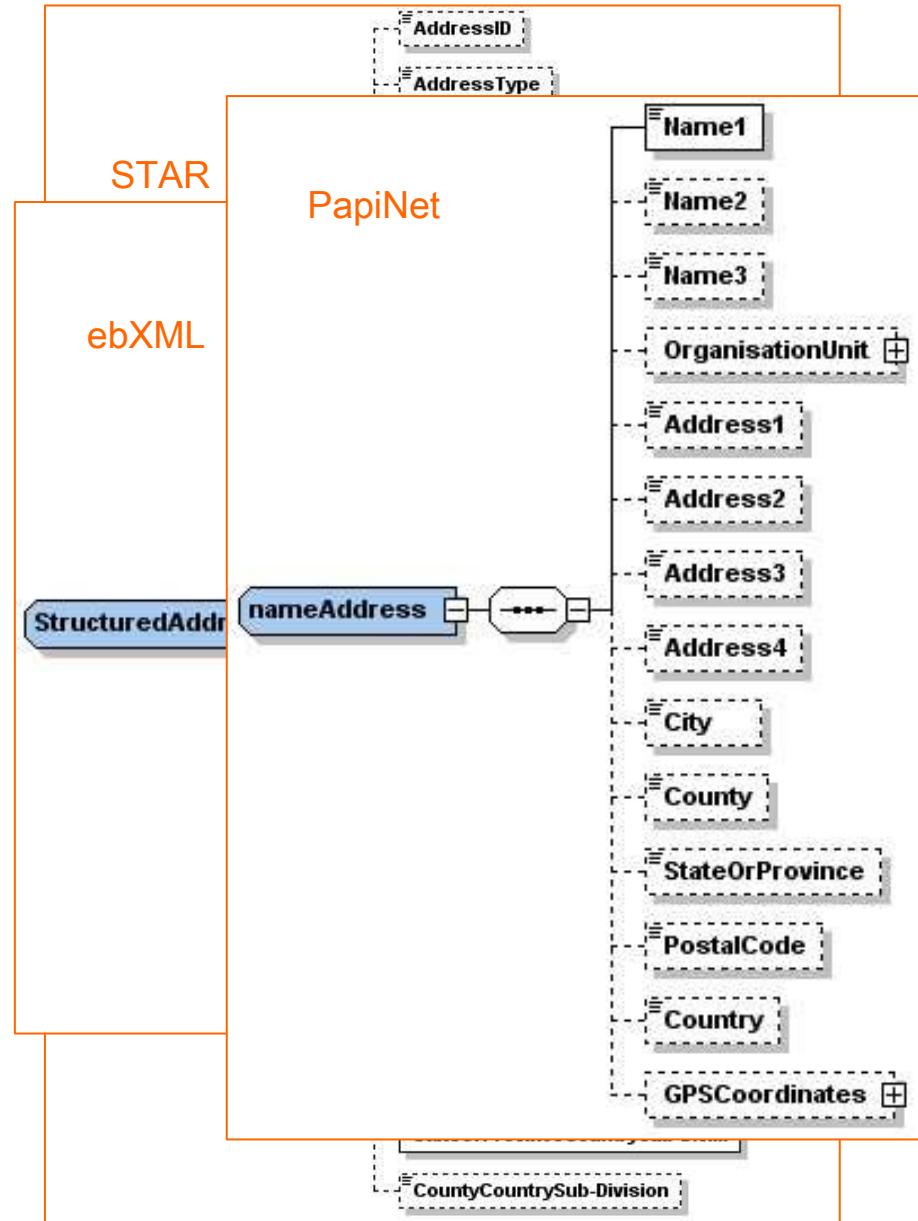 AddressID
AddressType
STAR
PapiNet
ebXML
Name1
Name2
Name3
OrganisationUnit
Address1
Address2
Address3
StructuredAddr
nameAddress
Address4
City
County
StateOrProvince
PostalCode
Country
GPSCoordinates
CountyCountrySub-Division